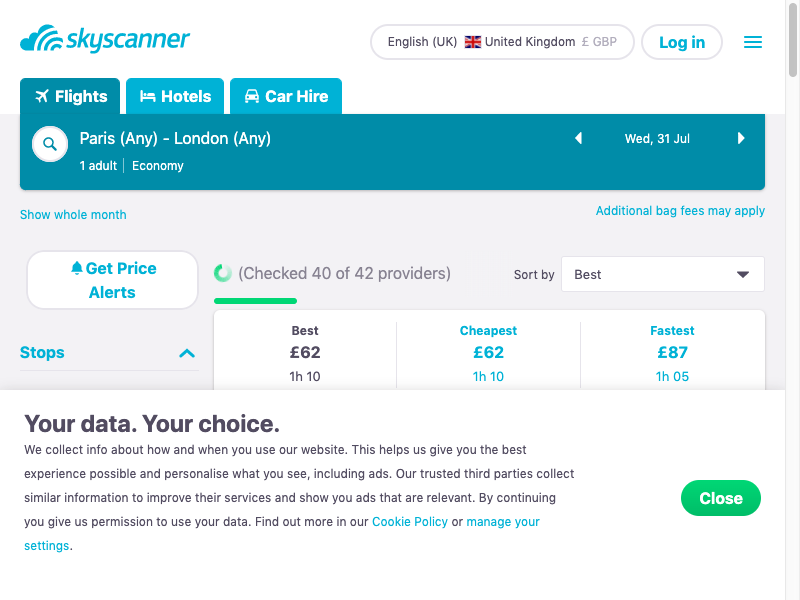 skyscanner
English (UK) United Kingdom £ GBP
Log in
Flights
Hotels
Car Hire
Paris (Any) - London (Any)
1 adult | Economy
Wed, 31 Jul
Show whole month
Additional bag fees may apply
Get Price
Alerts
(Checked 40 of 42 providers)
Sort by
Best
Stops
Best
£62
1h 10
Cheapest
£62
1h 10
Fastest
£87
1h 05
Your data. Your choice.
We collect info about how and when you use our website. This helps us give you the best
experience possible and personalise what you see, including ads. Our trusted third parties collect
similar information to improve their services and show you ads that are relevant. By continuing
you give us permission to use your data. Find out more in our Cookie Policy or manage your
settings.
Close